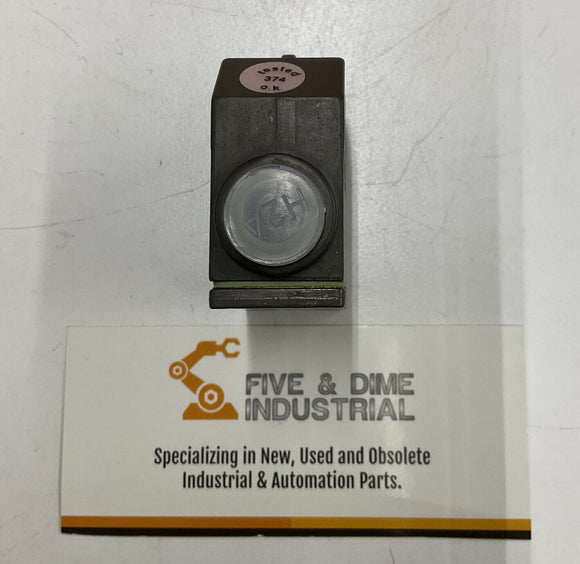 tested
374
o.k.
FIVE & DIME
INDUSTRIAL
Specializing in New, Used and Obsolete
Industrial & Automation Parts.